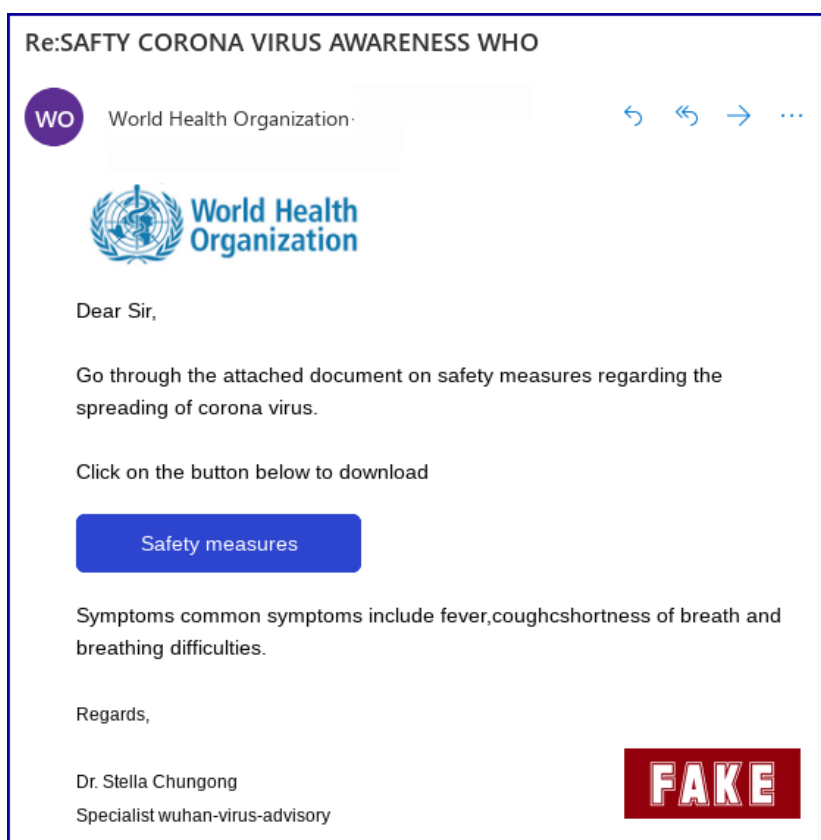 Re:SAFTY CORONA VIRUS AWARENESS WHO
WO
World Health Organization
World Health
Organization
Dear Sir,
Go through the attached document on safety measures regarding the
spreading of corona virus.
Click on the button below to download
Safety measures
Symptoms common symptoms include fever,coughcshortness of breath and
breathing difficulties.
Regards,
Dr. Stella Chungong
Specialist wuhan-virus-advisory
FAKE